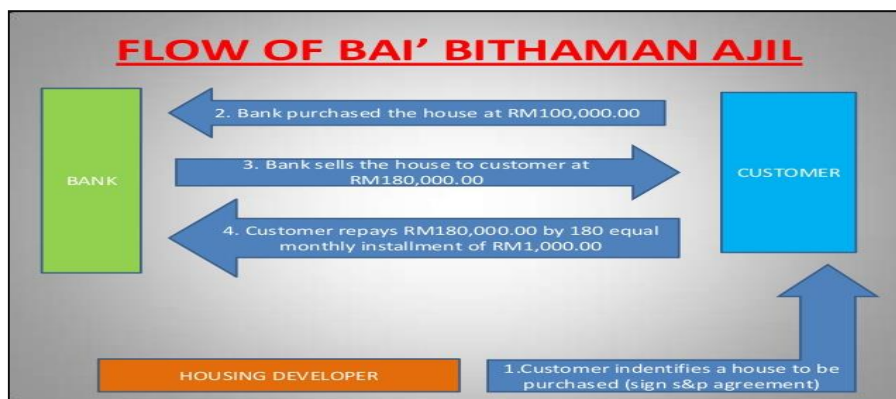 FLOW OF BAI' BITHAMAN AJIL
2. Bank purchased the house at RM100,000.00
BANK
3. Bank sells the house to customer at
RM180,000.00
CUSTOMER
4. Customer repays RM180,000.00 by 180 equal
monthly installment of RM1,000.00
HOUSING DEVELOPER
1.Customer indentifies a house to be
purchased (sign s&p agreement)